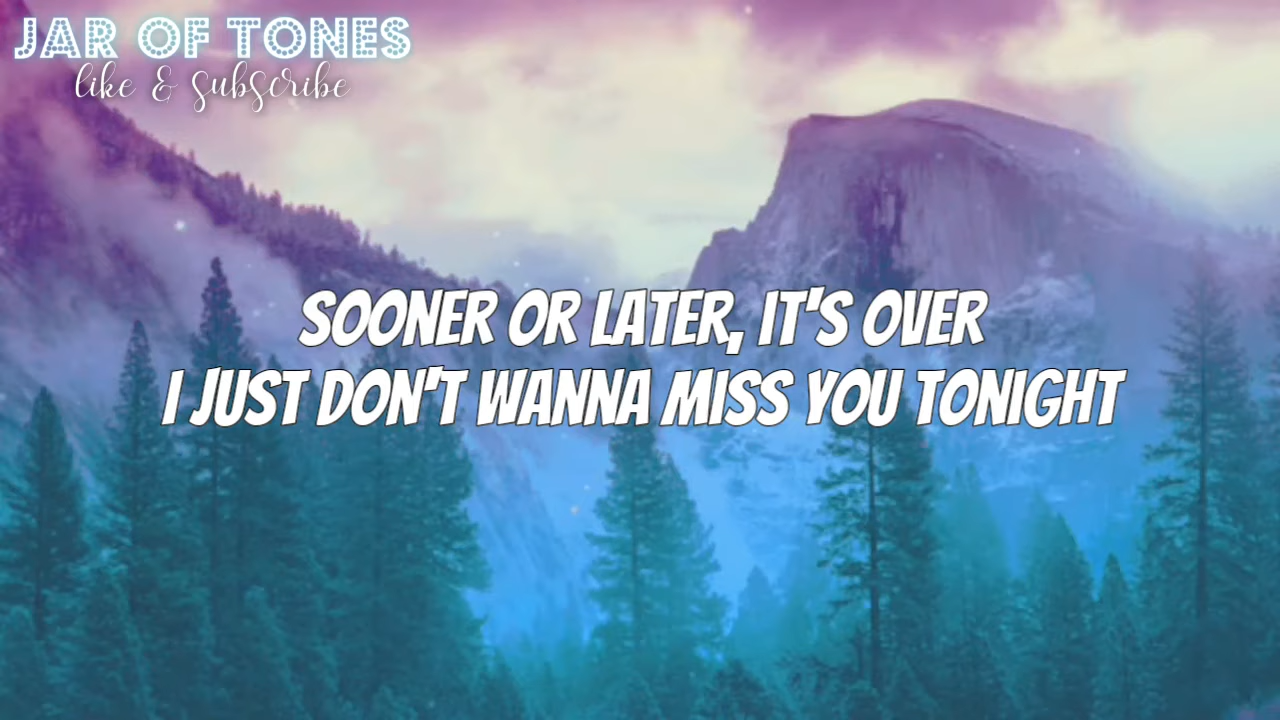 JAR OF TONES
like & subscribe
SOONER OR LATER, IT'S OVER
I JUST DON'T WANNA MISS YOU TONIGHT